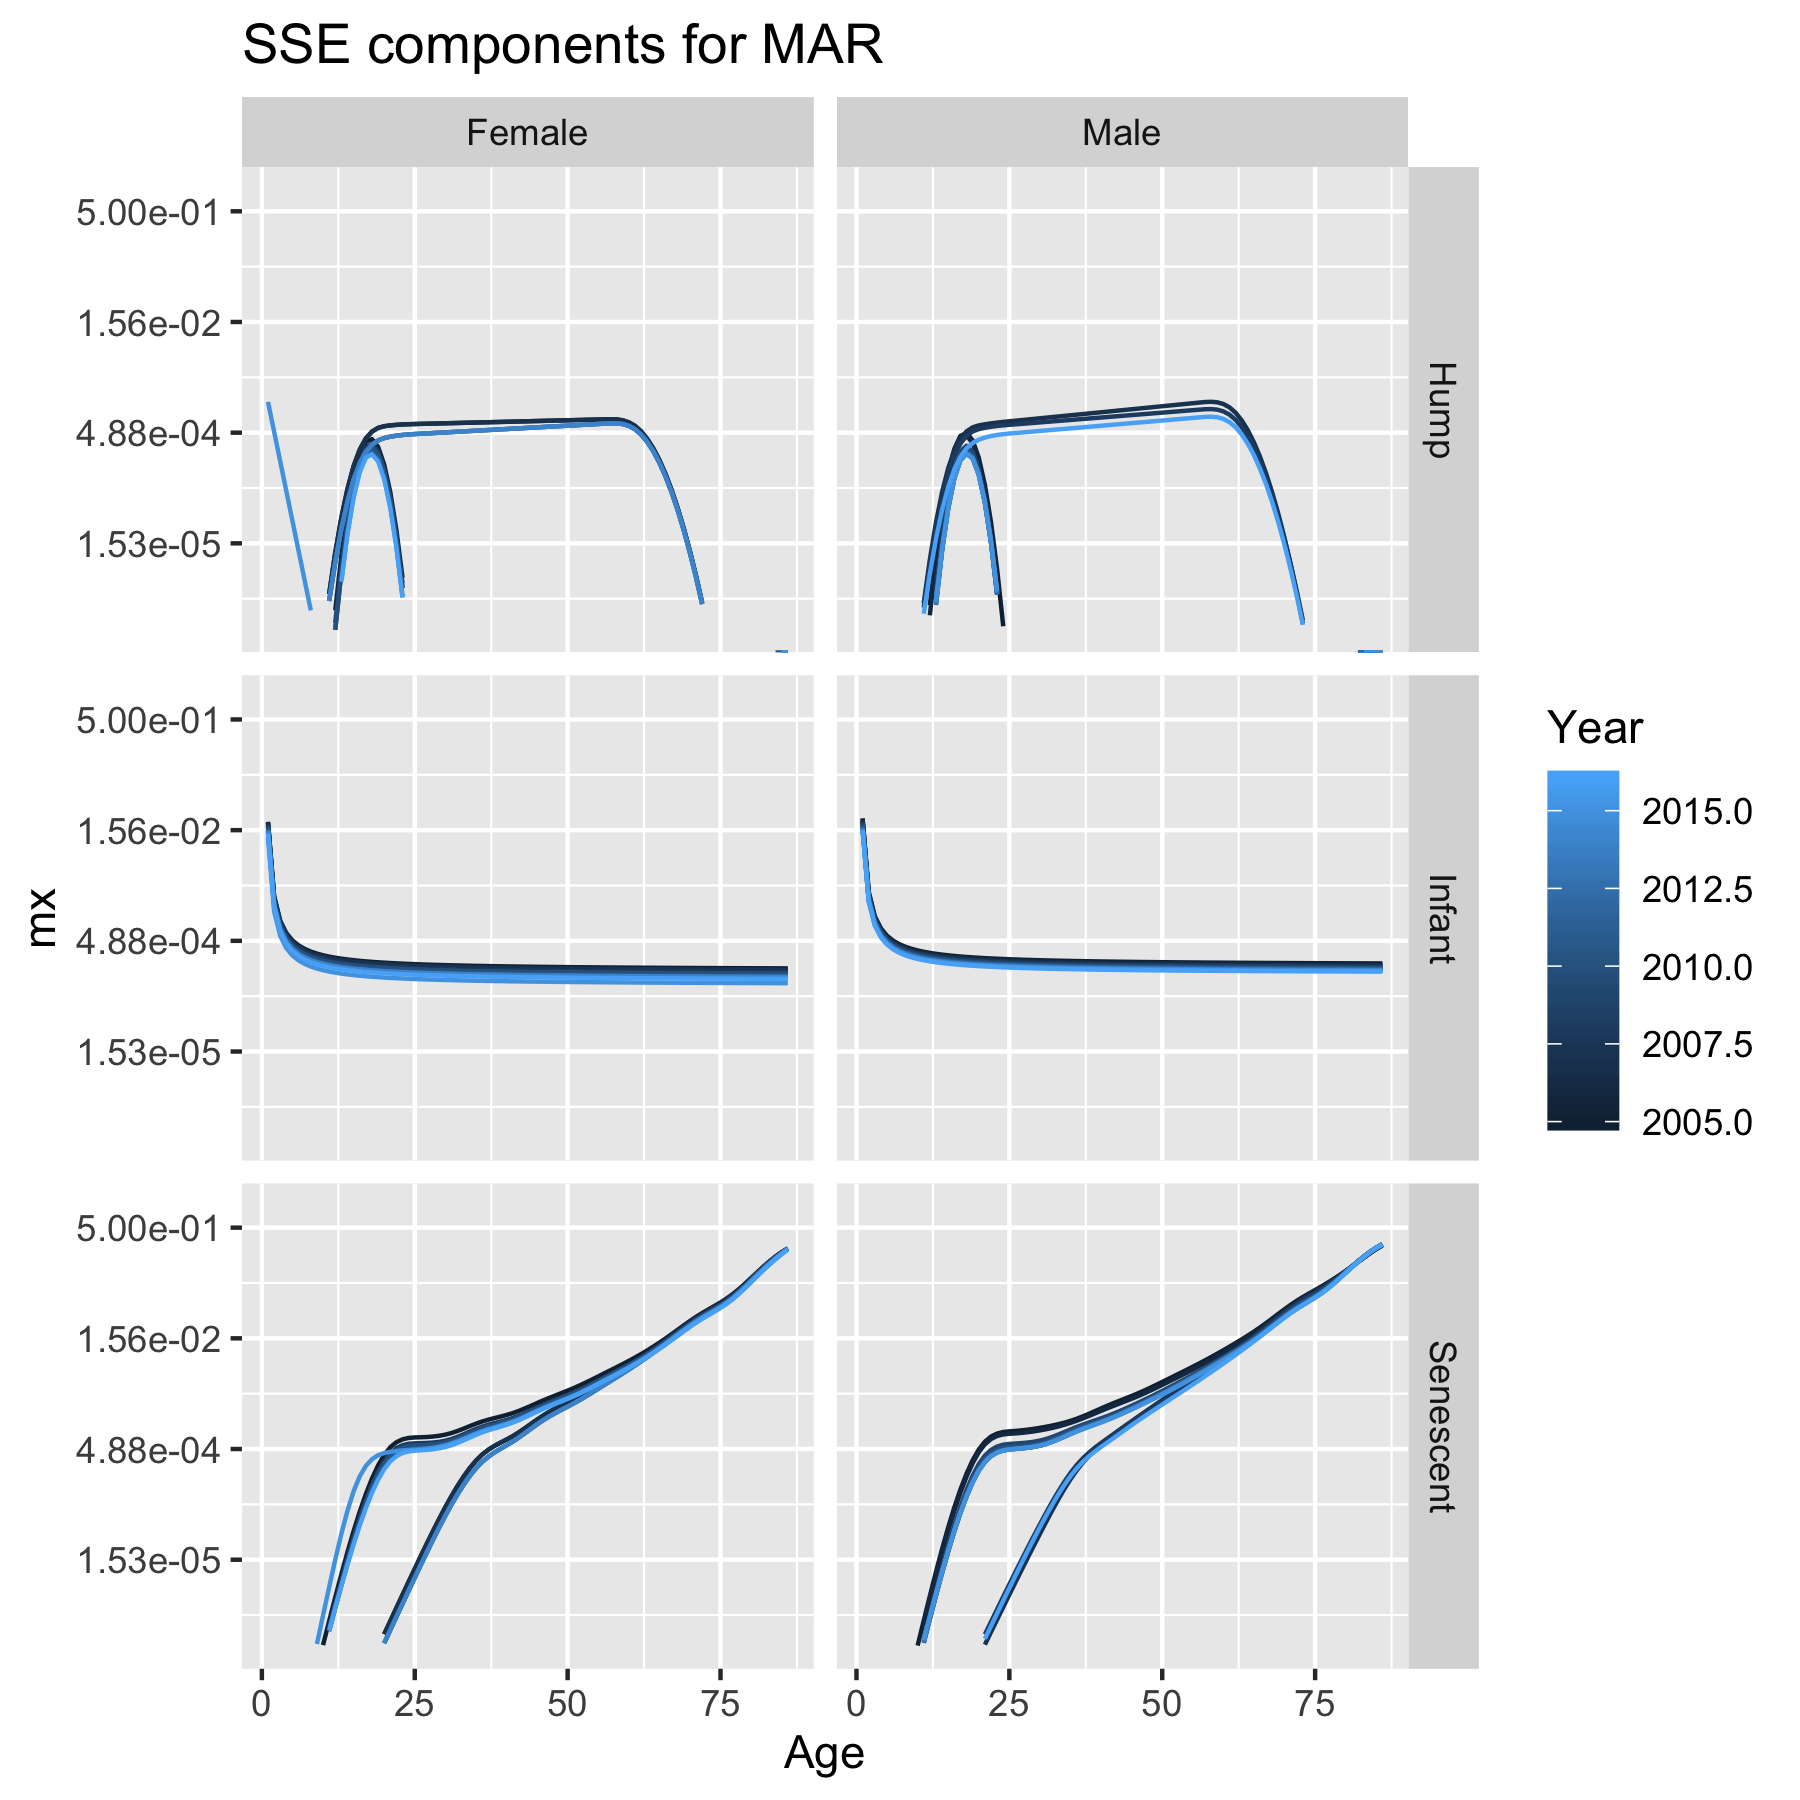 SSE components for MAR
Female
Male
5.00e-01
1.56e-02
4.88e-04
1.53e-05
Hump
5.00e-01
1.56e-02
4.88e-04
1.53e-05
Infant
5.00e-01
1.56e-02
4.88e-04
1.53e-05
Senescent
mx
0 25 50 75
0 25 50 75
Age
Year
2015.0
2012.5
2010.0
2007.5
2005.0